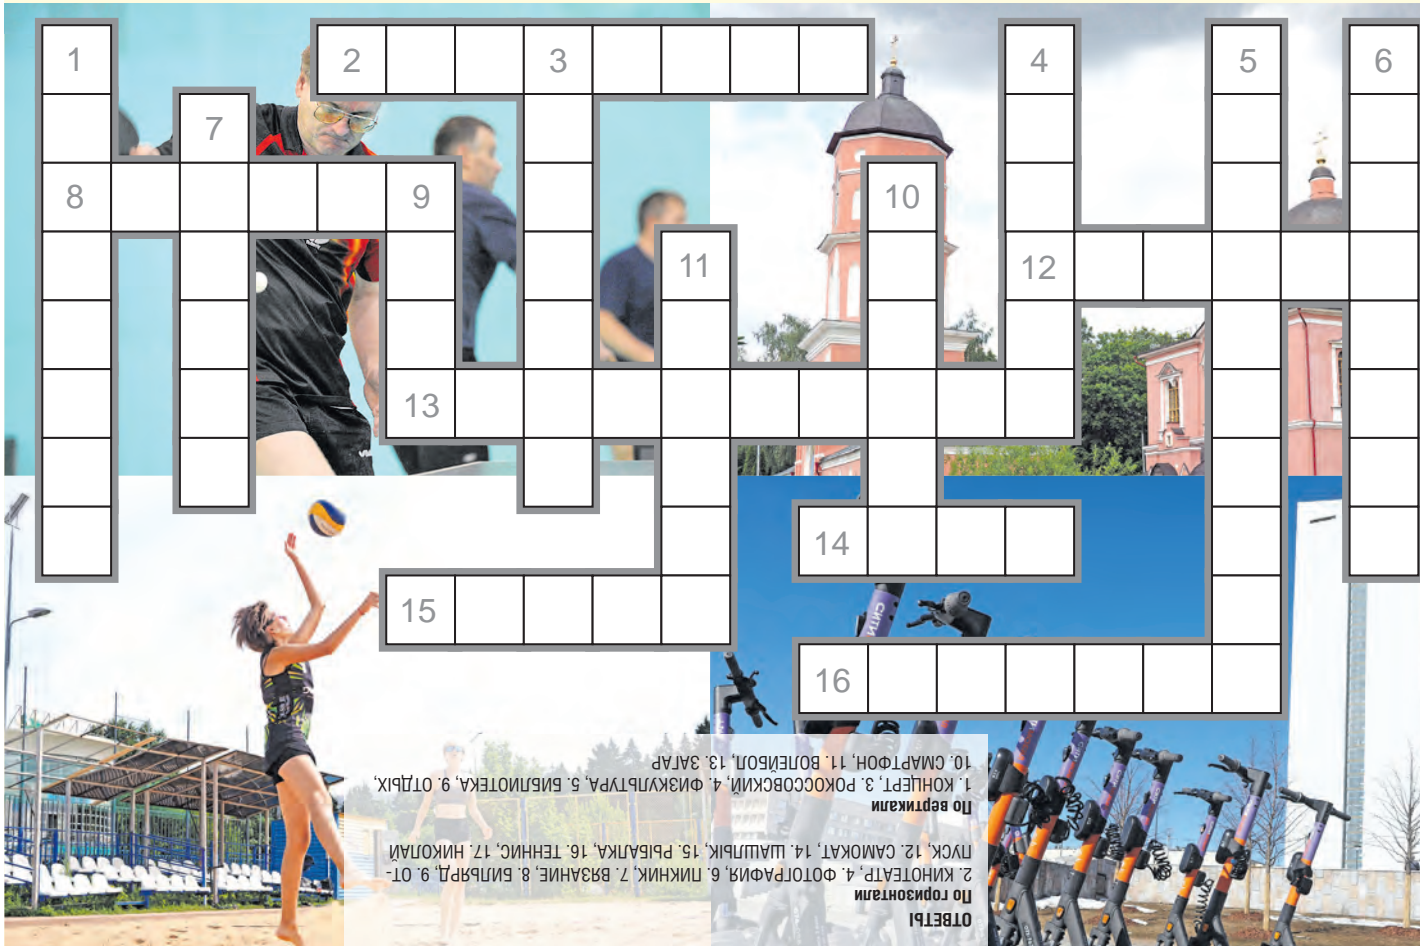 1
2
3
4
5
6
7
8
9
10
11
12
13
14
15
16
СИТИ
ОТВЕТЫ
По горизонтали
2. КИНОТЕАТР, 4. ФОТОГРАФИЯ, 6. ПИКНИК, 7. ВЯЗАНИЕ, 8. БИЛЬЯРД, 9. ОТ-
ПУСК, 12. САМОКАТ, 14. ШАШЛЫК, 15. РЫБАЛКА, 16. ТЕННИС, 17. НИКОЛАЙ
По вертикали
1. КОНЦЕРТ, 3. РОКОССОВСКИЙ, 4. ФИЗКУЛЬТУРА, 5. БИБЛИОТЕКА, 9. ОТДЫХ,
10. СМАРТФОН, 11. ВОЛЕЙБОЛ, 13. ЗАГАР